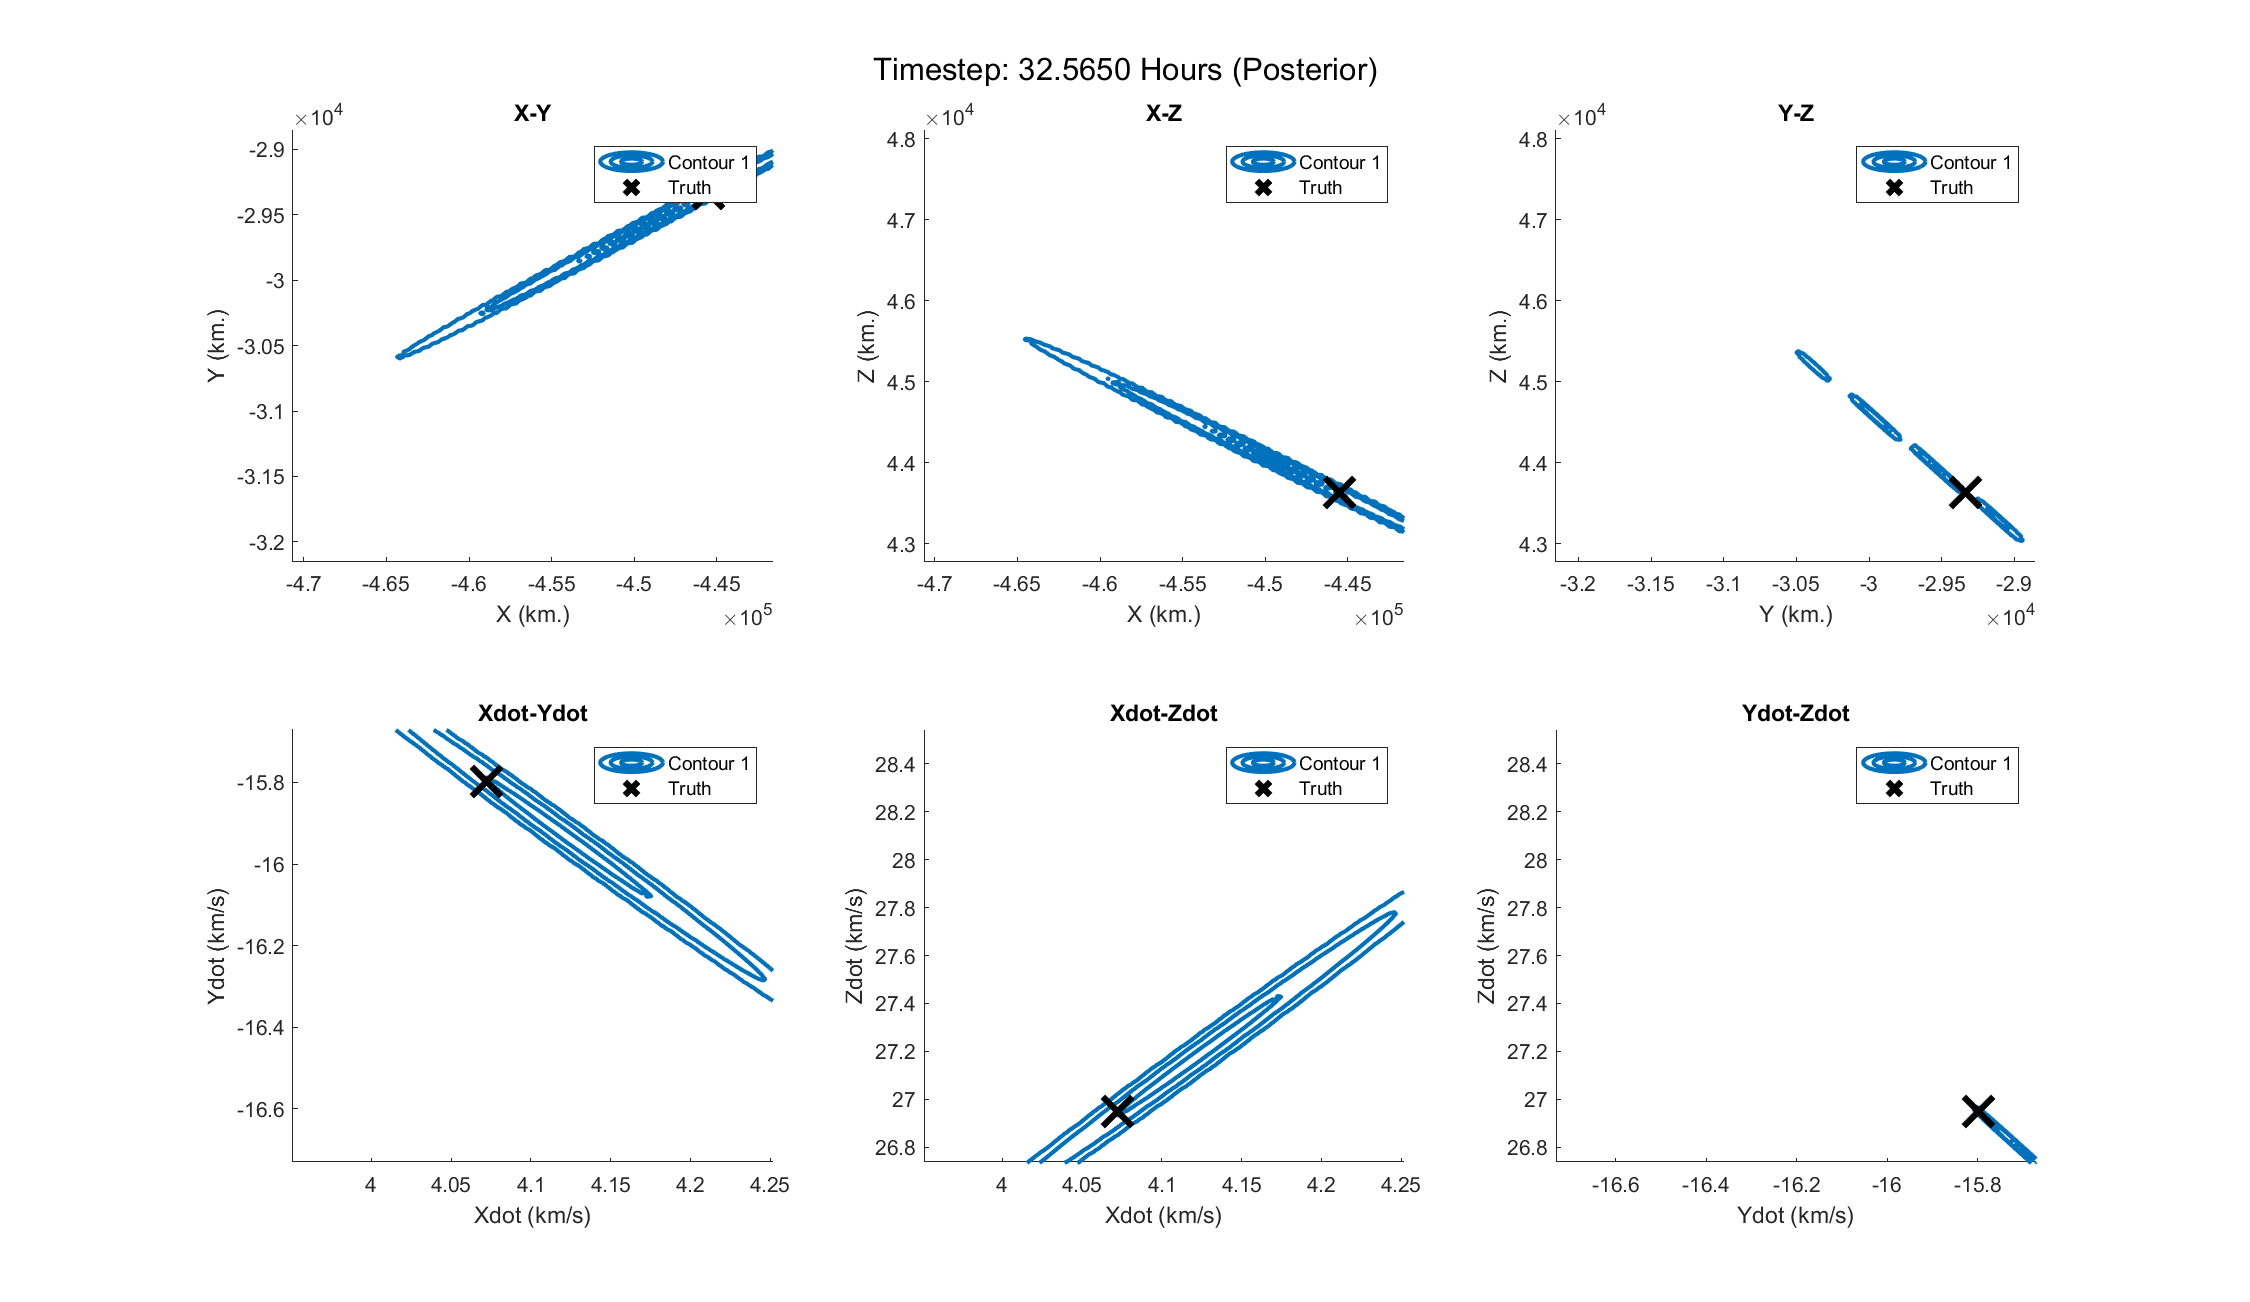 Timestep: 32.5650 Hours (Posterior)
X-Y
×10^4
-2.9
-2.95
-3
-3.05
-3.1
-3.15
-3.2
Y (km.)
-4.7
-4.65
-4.6
-4.55
-4.5
-4.45
X (km.)
×10^5
Contour 1
Truth
X-Z
×10^4
4.8
4.7
4.6
4.5
4.4
4.3
Z (km.)
-4.7
-4.65
-4.6
-4.55
-4.5
-4.45
X (km.)
×10^5
Contour 1
Truth
Y-Z
×10^4
4.8
4.7
4.6
4.5
4.4
4.3
Z (km.)
-3.2
-3.15
-3.1
-3.05
-3
-2.95
-2.9
Y (km.)
×10^4
Contour 1
Truth
Xdot-Ydot
-15.8
-16
-16.2
-16.4
-16.6
Ydot (km/s)
4
4.05
4.1
4.15
4.2
4.25
Xdot (km/s)
Contour 1
Truth
Xdot-Zdot
28.4
28.2
28
27.8
27.6
27.4
27.2
27
26.8
Zdot (km/s)
4
4.05
4.1
4.15
4.2
4.25
Xdot (km/s)
Contour 1
Truth
Ydot-Zdot
28.4
28.2
28
27.8
27.6
27.4
27.2
27
26.8
Zdot (km/s)
-16.6
-16.4
-16.2
-16
-15.8
Ydot (km/s)
Contour 1
Truth